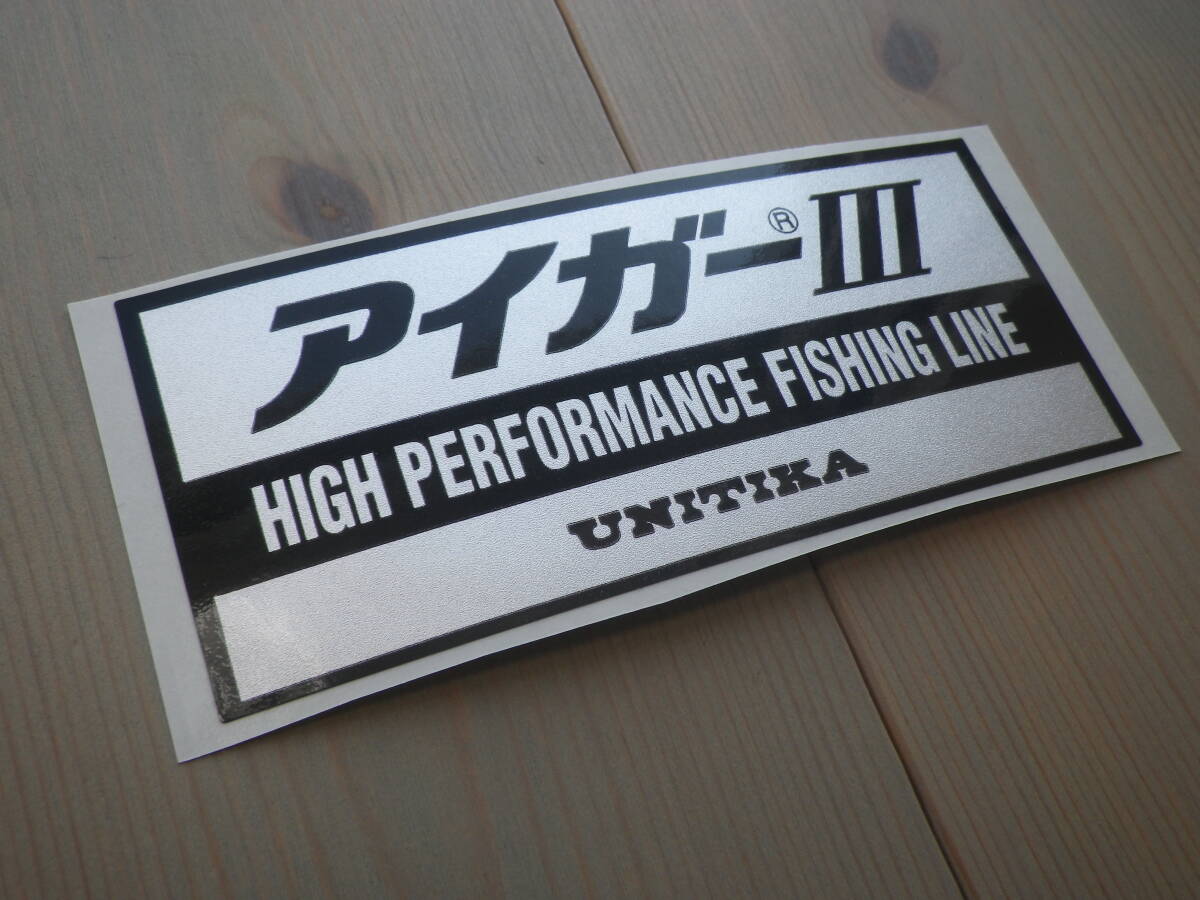 アイガー®III
HIGH PERFORMANCE FISHING LINE
UNITIKA